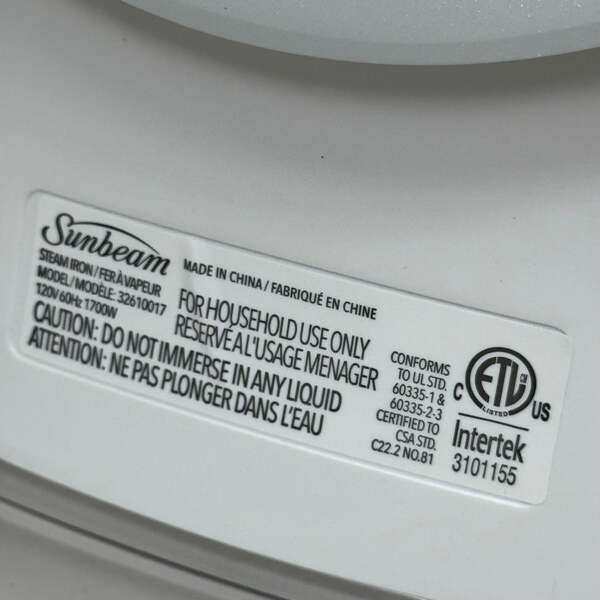 Sunbeam
STEAM IRON / FER À VAPEUR
MODEL / MODÈLE: 32610017
120V 60Hz 1700W
MADE IN CHINA / FABRIQUÉ EN CHINE
FOR HOUSEHOLD USE ONLY
RESERVÉ A L'USAGE MENAGER
CAUTION: DO NOT IMMERSE IN ANY LIQUID
ATTENTION: NE PAS PLONGER DANS L'EAU
CONFORMS
TO UL STD.
60335-1 &
60335-2-3
CERTIFIED TO
CSA STD.
C22.2 NO.81
C ETL CM US
LISTED
Intertek
3101155